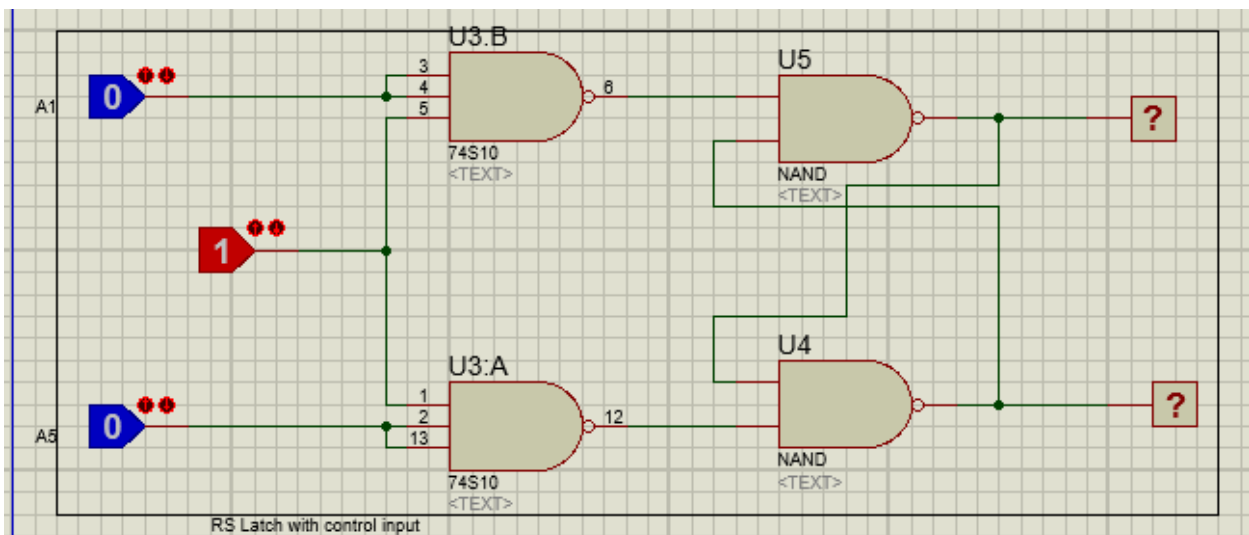 U3.B
U5
3
0
4
6
A1
5
?
74S10
<TEXT>
NAND
<TEXT>
1
U3:A
U4
1
0
2
12
?
A5
13
74S10
<TEXT>
NAND
<TEXT>
RS Latch with control input